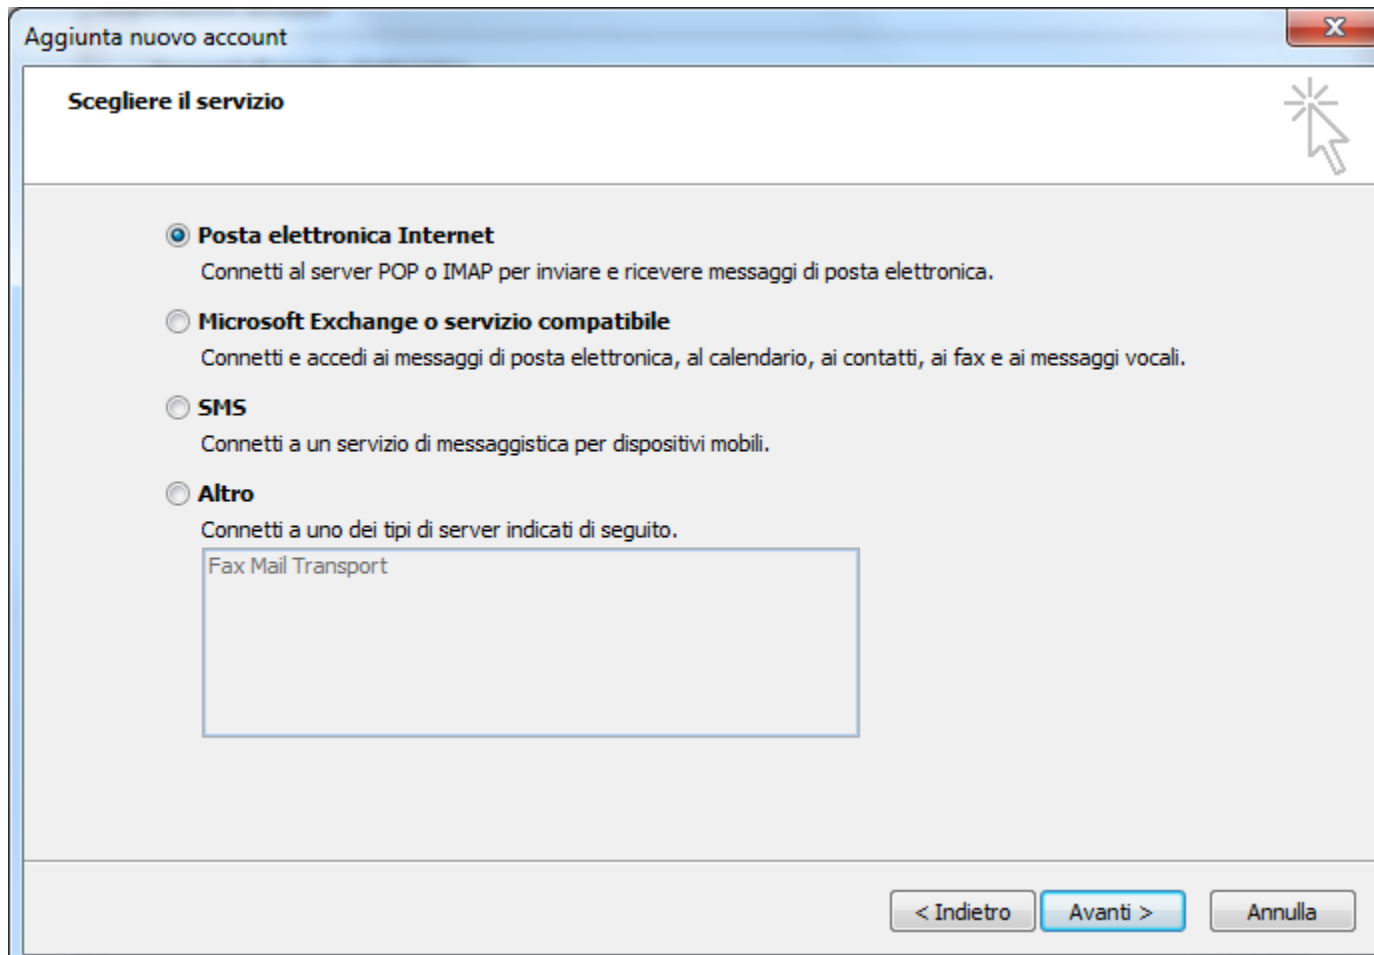 Aggiunta nuovo account
Scegliere il servizio
Posta elettronica Internet
Connetti al server POP o IMAP per inviare e ricevere messaggi di posta elettronica.
Microsoft Exchange o servizio compatibile
Connetti e accedi ai messaggi di posta elettronica, al calendario, ai contatti, ai fax e ai messaggi vocali.
SMS
Connetti a un servizio di messaggistica per dispositivi mobili.
Altro
Connetti a uno dei tipi di server indicati di seguito.
Fax Mail Transport
< Indietro Avanti > Annulla